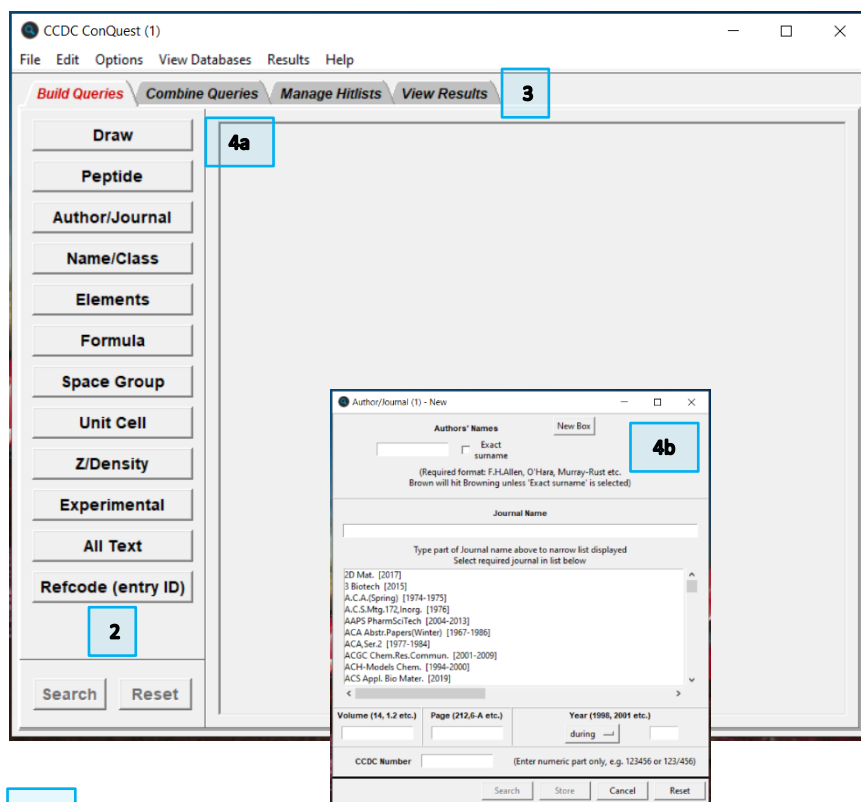 CCDC ConQuest (1)
File Edit Options View Databases Results Help
Build Queries Combine Queries Manage Hitlists View Results 3
Draw
4a
Peptide
Author/Journal
Name/Class
Elements
Formula
Space Group
Unit Cell
Z/Density
Experimental
All Text
Refcode (entry ID)
2
Search Reset
Author/Journal (1) - New
Authors' Names New Box
4b
Exact
surname
(Required format: F.H.Allen, O'Hara, Murray-Rust etc.
Brown will hit Browning unless 'Exact surname' is selected)
Journal Name
Type part of Journal name above to narrow list displayed
Select required journal in list below
2D Mat. [2017]
3 Biotech [2015]
A.C.A.(Spring) [1974-1975]
A.C.S.Mtg.172,Inorg. [1976]
AAPS PharmSciTech [2004-2013]
ACA Abstr.Papers(Winter) [1967-1986]
ACA,Ser.2 [1977-1984]
ACGC Chem.Res.Commun. [2001-2009]
ACH-Models Chem. [1994-2000]
ACS Appl. Bio Mater. [2019]
Volume (14, 1.2 etc.) Page (212,6-A etc.) Year (1998, 2001 etc.)
during
CCDC Number (Enter numeric part only, e.g. 123456 or 123/456)
Search Store Cancel Reset